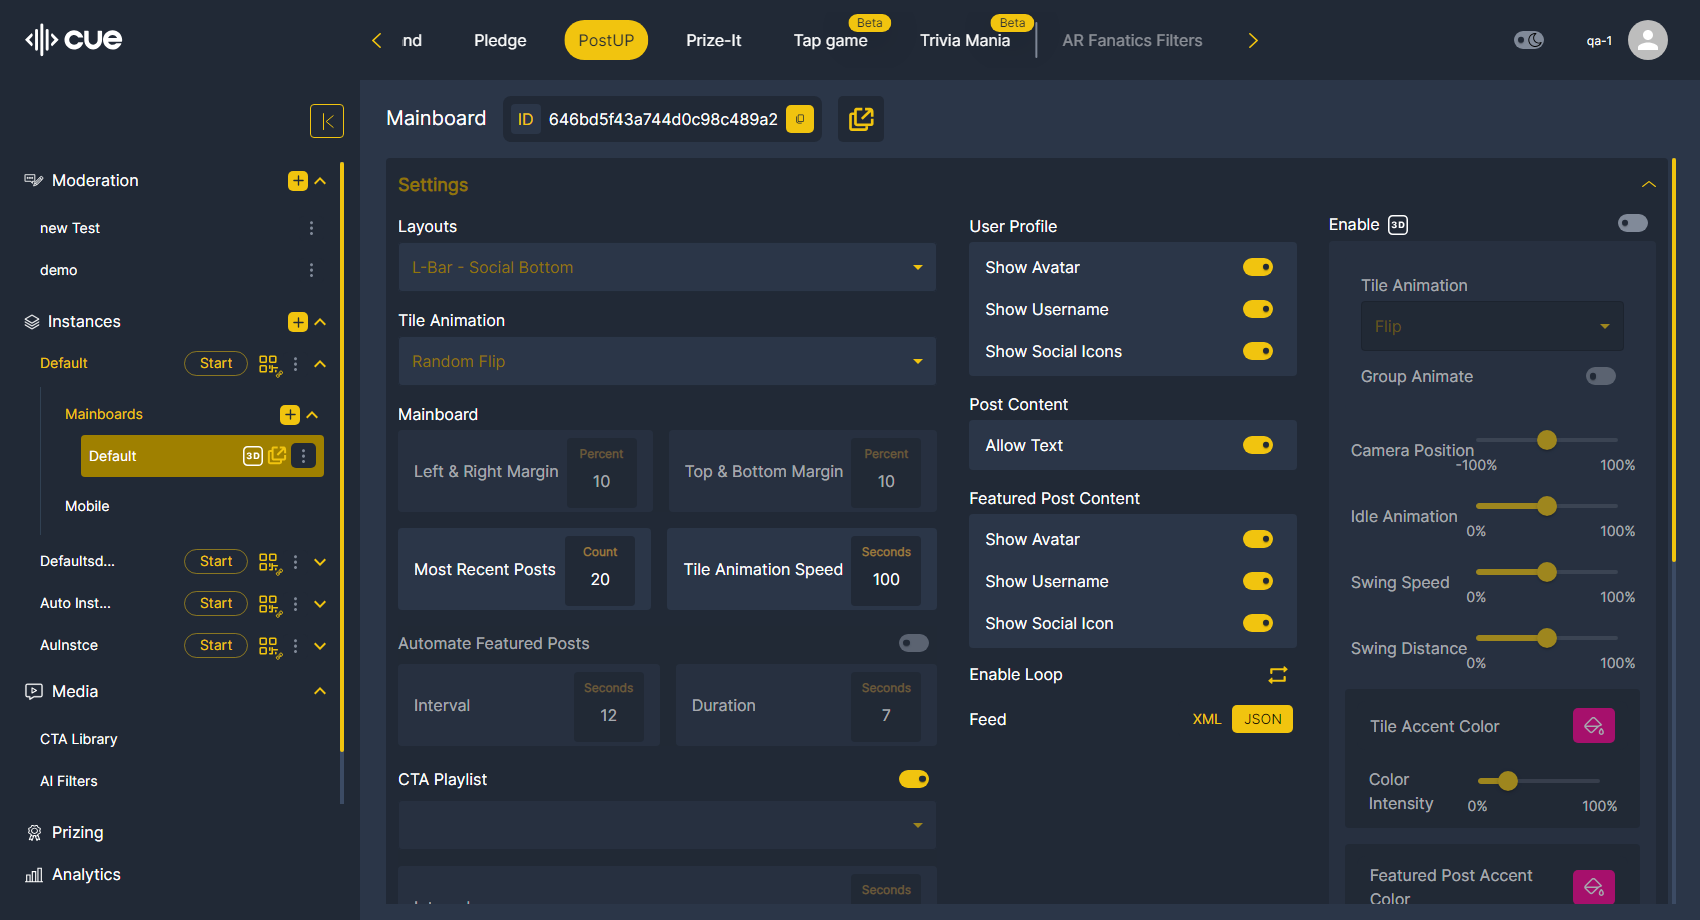 cue
nd
Pledge
PostUP
Prize-It
Tap game
Beta
Trivia Mania
Beta
AR Fanatics Filters
qa-1
Moderation
new Test
demo
Instances
Default
Start
Mainboards
Default
3D
Mobile
Defaultsd...
Start
Auto Inst...
Start
AuInstce
Start
Media
CTA Library
AI Filters
Prizing
Analytics
Mainboard
ID
646bd5f43a744d0c98c489a2
Settings
Layouts
L-Bar - Social Bottom
Tile Animation
Random Flip
Mainboard
Left & Right Margin
Percent
10
Top & Bottom Margin
Percent
10
Most Recent Posts
Count
20
Tile Animation Speed
Seconds
100
Automate Featured Posts
Interval
Seconds
12
Duration
Seconds
7
CTA Playlist
Seconds
User Profile
Show Avatar
Show Username
Show Social Icons
Post Content
Allow Text
Featured Post Content
Show Avatar
Show Username
Show Social Icon
Enable Loop
Feed
XML
JSON
Enable
3D
Tile Animation
Flip
Group Animate
Camera Position
-100%
100%
Idle Animation
0%
100%
Swing Speed
0%
100%
Swing Distance
0%
100%
Tile Accent Color
Color
Intensity
0%
100%
Featured Post Accent
Color